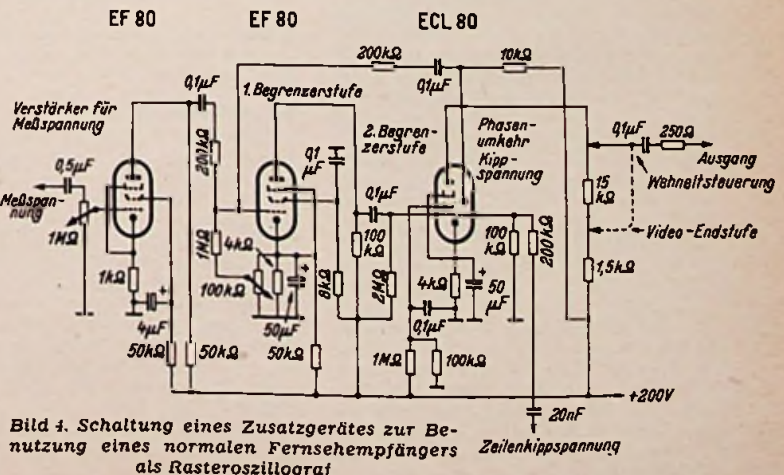 EF 80
EF 80
ECL 80
200kΩ
0,1µF
10kΩ
0,1µF
1. Begrenzerstufe
Verstärker für
Meßspannung
200kΩ
0,1
µF
2. Begren-
zerstufe
Phasen-
umkehr
Kipp-
spannung
0,1µF
250Ω
Ausgang
Wehneltsteuerung
0,5µF
Meßspan-
nung
0,1µF
15
kΩ
Video-Endstufe
1MΩ
1MΩ
4kΩ
100
kΩ
100
kΩ
200kΩ
1kΩ
100kΩ
8kΩ
2MΩ
4kΩ
50
µF
1,5kΩ
4µF
50µF
0,1µF
50kΩ
50kΩ
50kΩ
1MΩ
100kΩ
+200V
20nF
Zeilenkippspannung
Bild 4. Schaltung eines Zusatzgerätes zur Be-
nutzung eines normalen Fernsehempfängers
als Rasteroszillograf